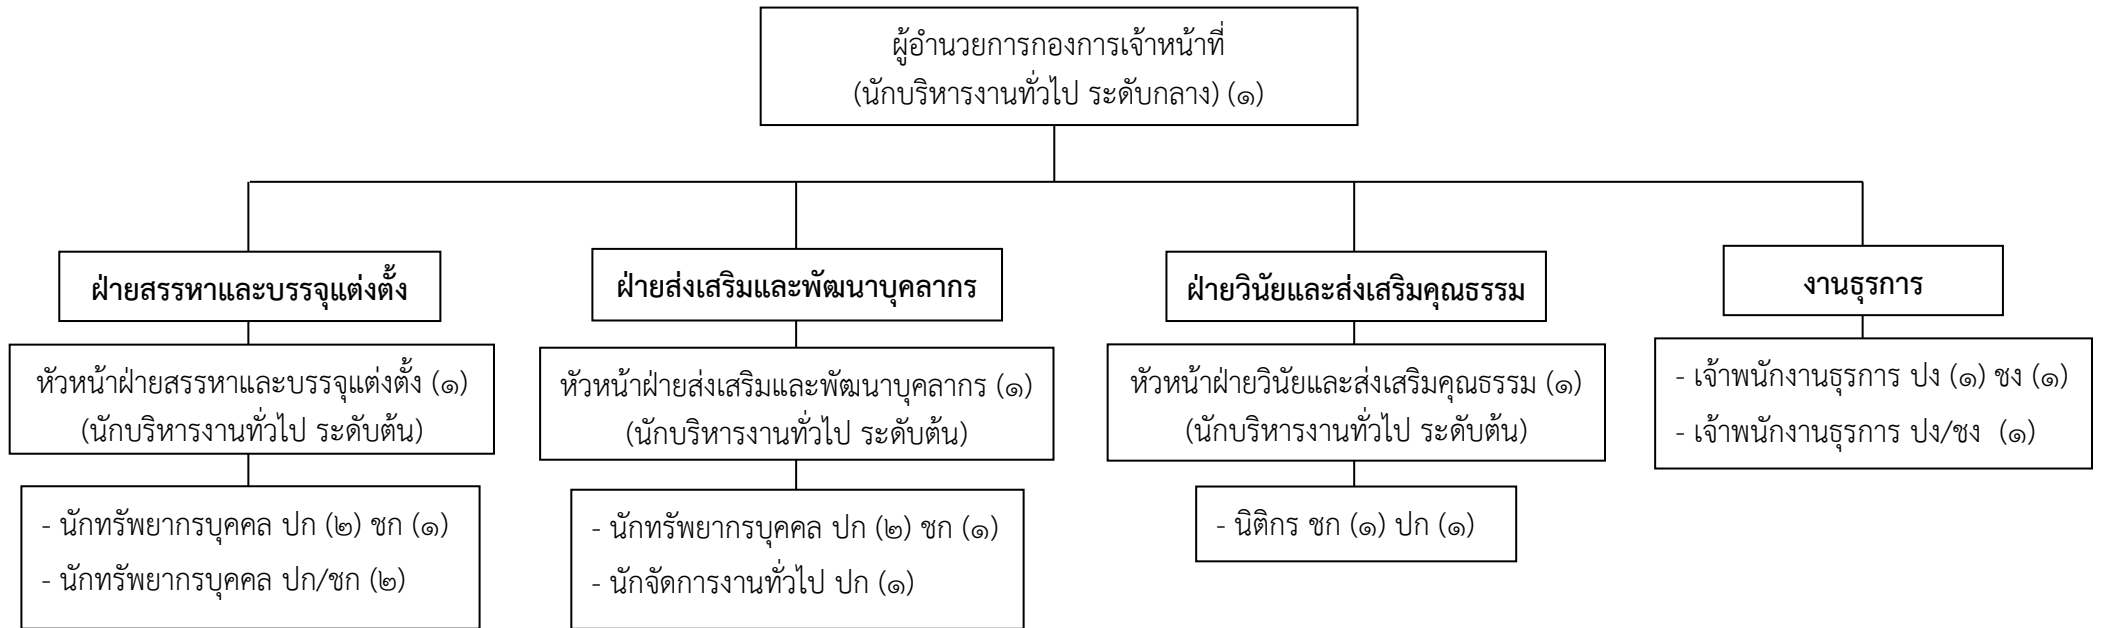 ผู้อำนวยการกองการเจ้าหน้าที่
(นักบริหารงานทั่วไป ระดับกลาง) (๑)
ฝ่ายสรรหาและบรรจุแต่งตั้ง
หัวหน้าฝ่ายสรรหาและบรรจุแต่งตั้ง (๑)
(นักบริหารงานทั่วไป ระดับต้น)
- นักทรัพยากรบุคคล ปก (๒) ชก (๑)
- นักทรัพยากรบุคคล ปก/ชก (๒)
ฝ่ายส่งเสริมและพัฒนาบุคลากร
หัวหน้าฝ่ายส่งเสริมและพัฒนาบุคลากร (๑)
(นักบริหารงานทั่วไป ระดับต้น)
- นักทรัพยากรบุคคล ปก (๒) ชก (๑)
- นักจัดการงานทั่วไป ปก (๑)
ฝ่ายวินัยและส่งเสริมคุณธรรม
หัวหน้าฝ่ายวินัยและส่งเสริมคุณธรรม (๑)
(นักบริหารงานทั่วไป ระดับต้น)
- นิติกร ชก (๑) ปก (๑)
งานธุรการ
- เจ้าพนักงานธุรการ ปง (๑) ชง (๑)
- เจ้าพนักงานธุรการ ปง/ชง (๑)